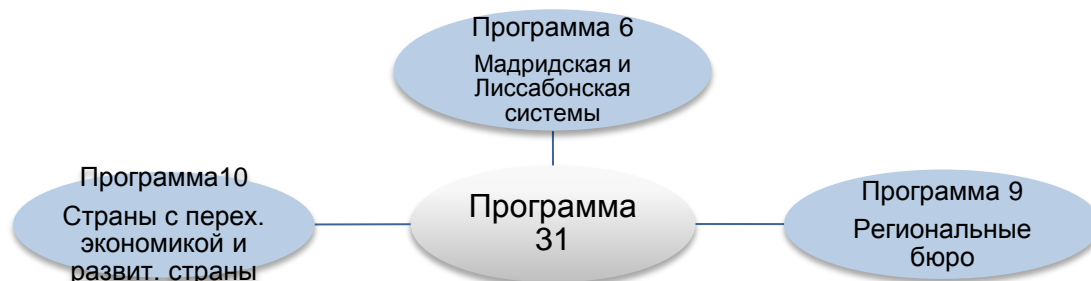 Программа 6
Мадридская и
Лиссабонская
системы
Программа10
Страны с перех.
экономикой и
развит. страны
Программа
31
Программа 9
Региональные
бюро